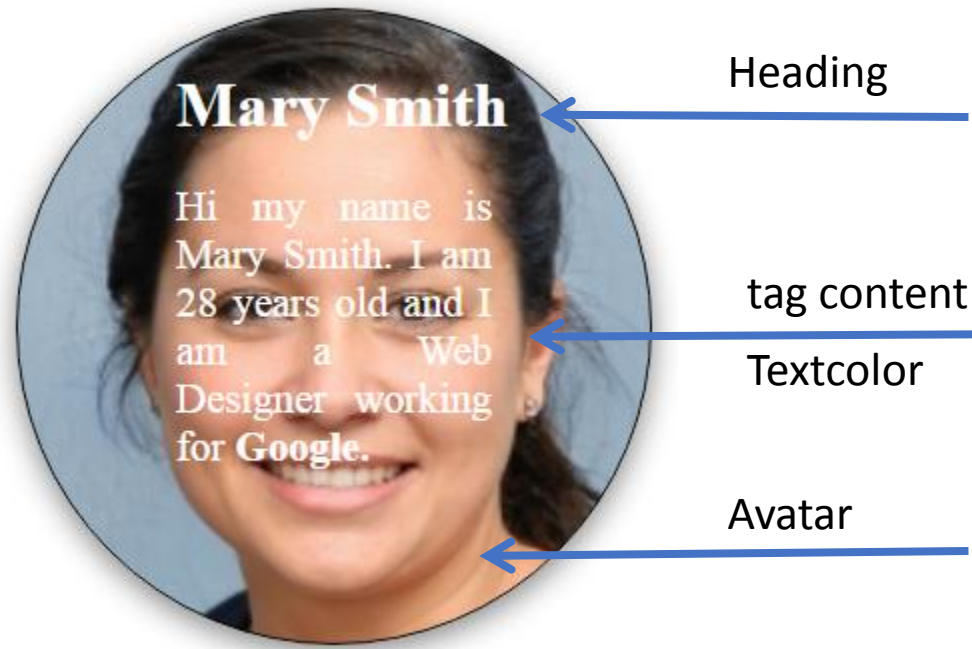 Mary Smith
Heading
Hi my name is
Mary Smith. I am
28 years old and I
am a Web
Designer working
for Google.
tag content
Textcolor
Avatar